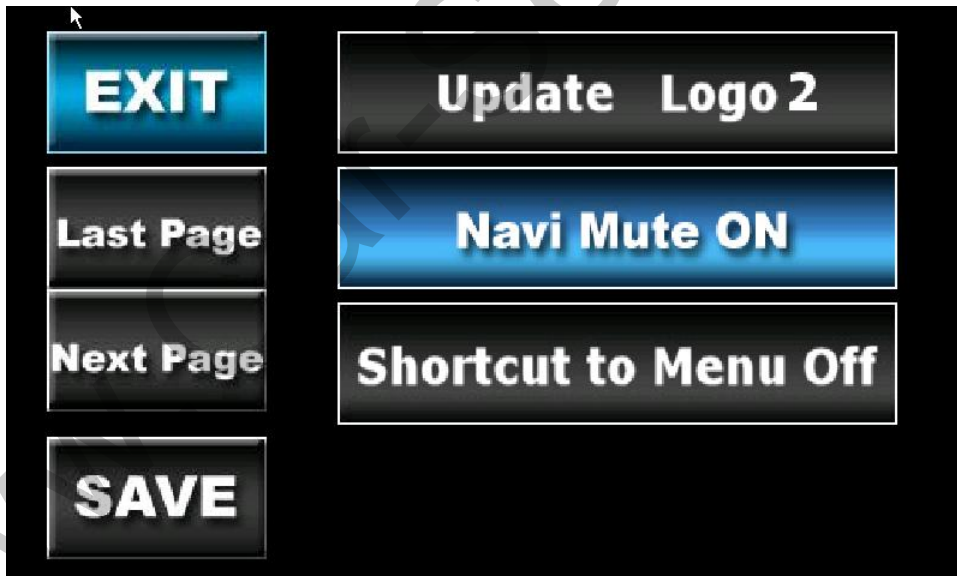 EXIT
Update Logo 2
Last Page
Navi Mute ON
Next Page
Shortcut to Menu Off
SAVE